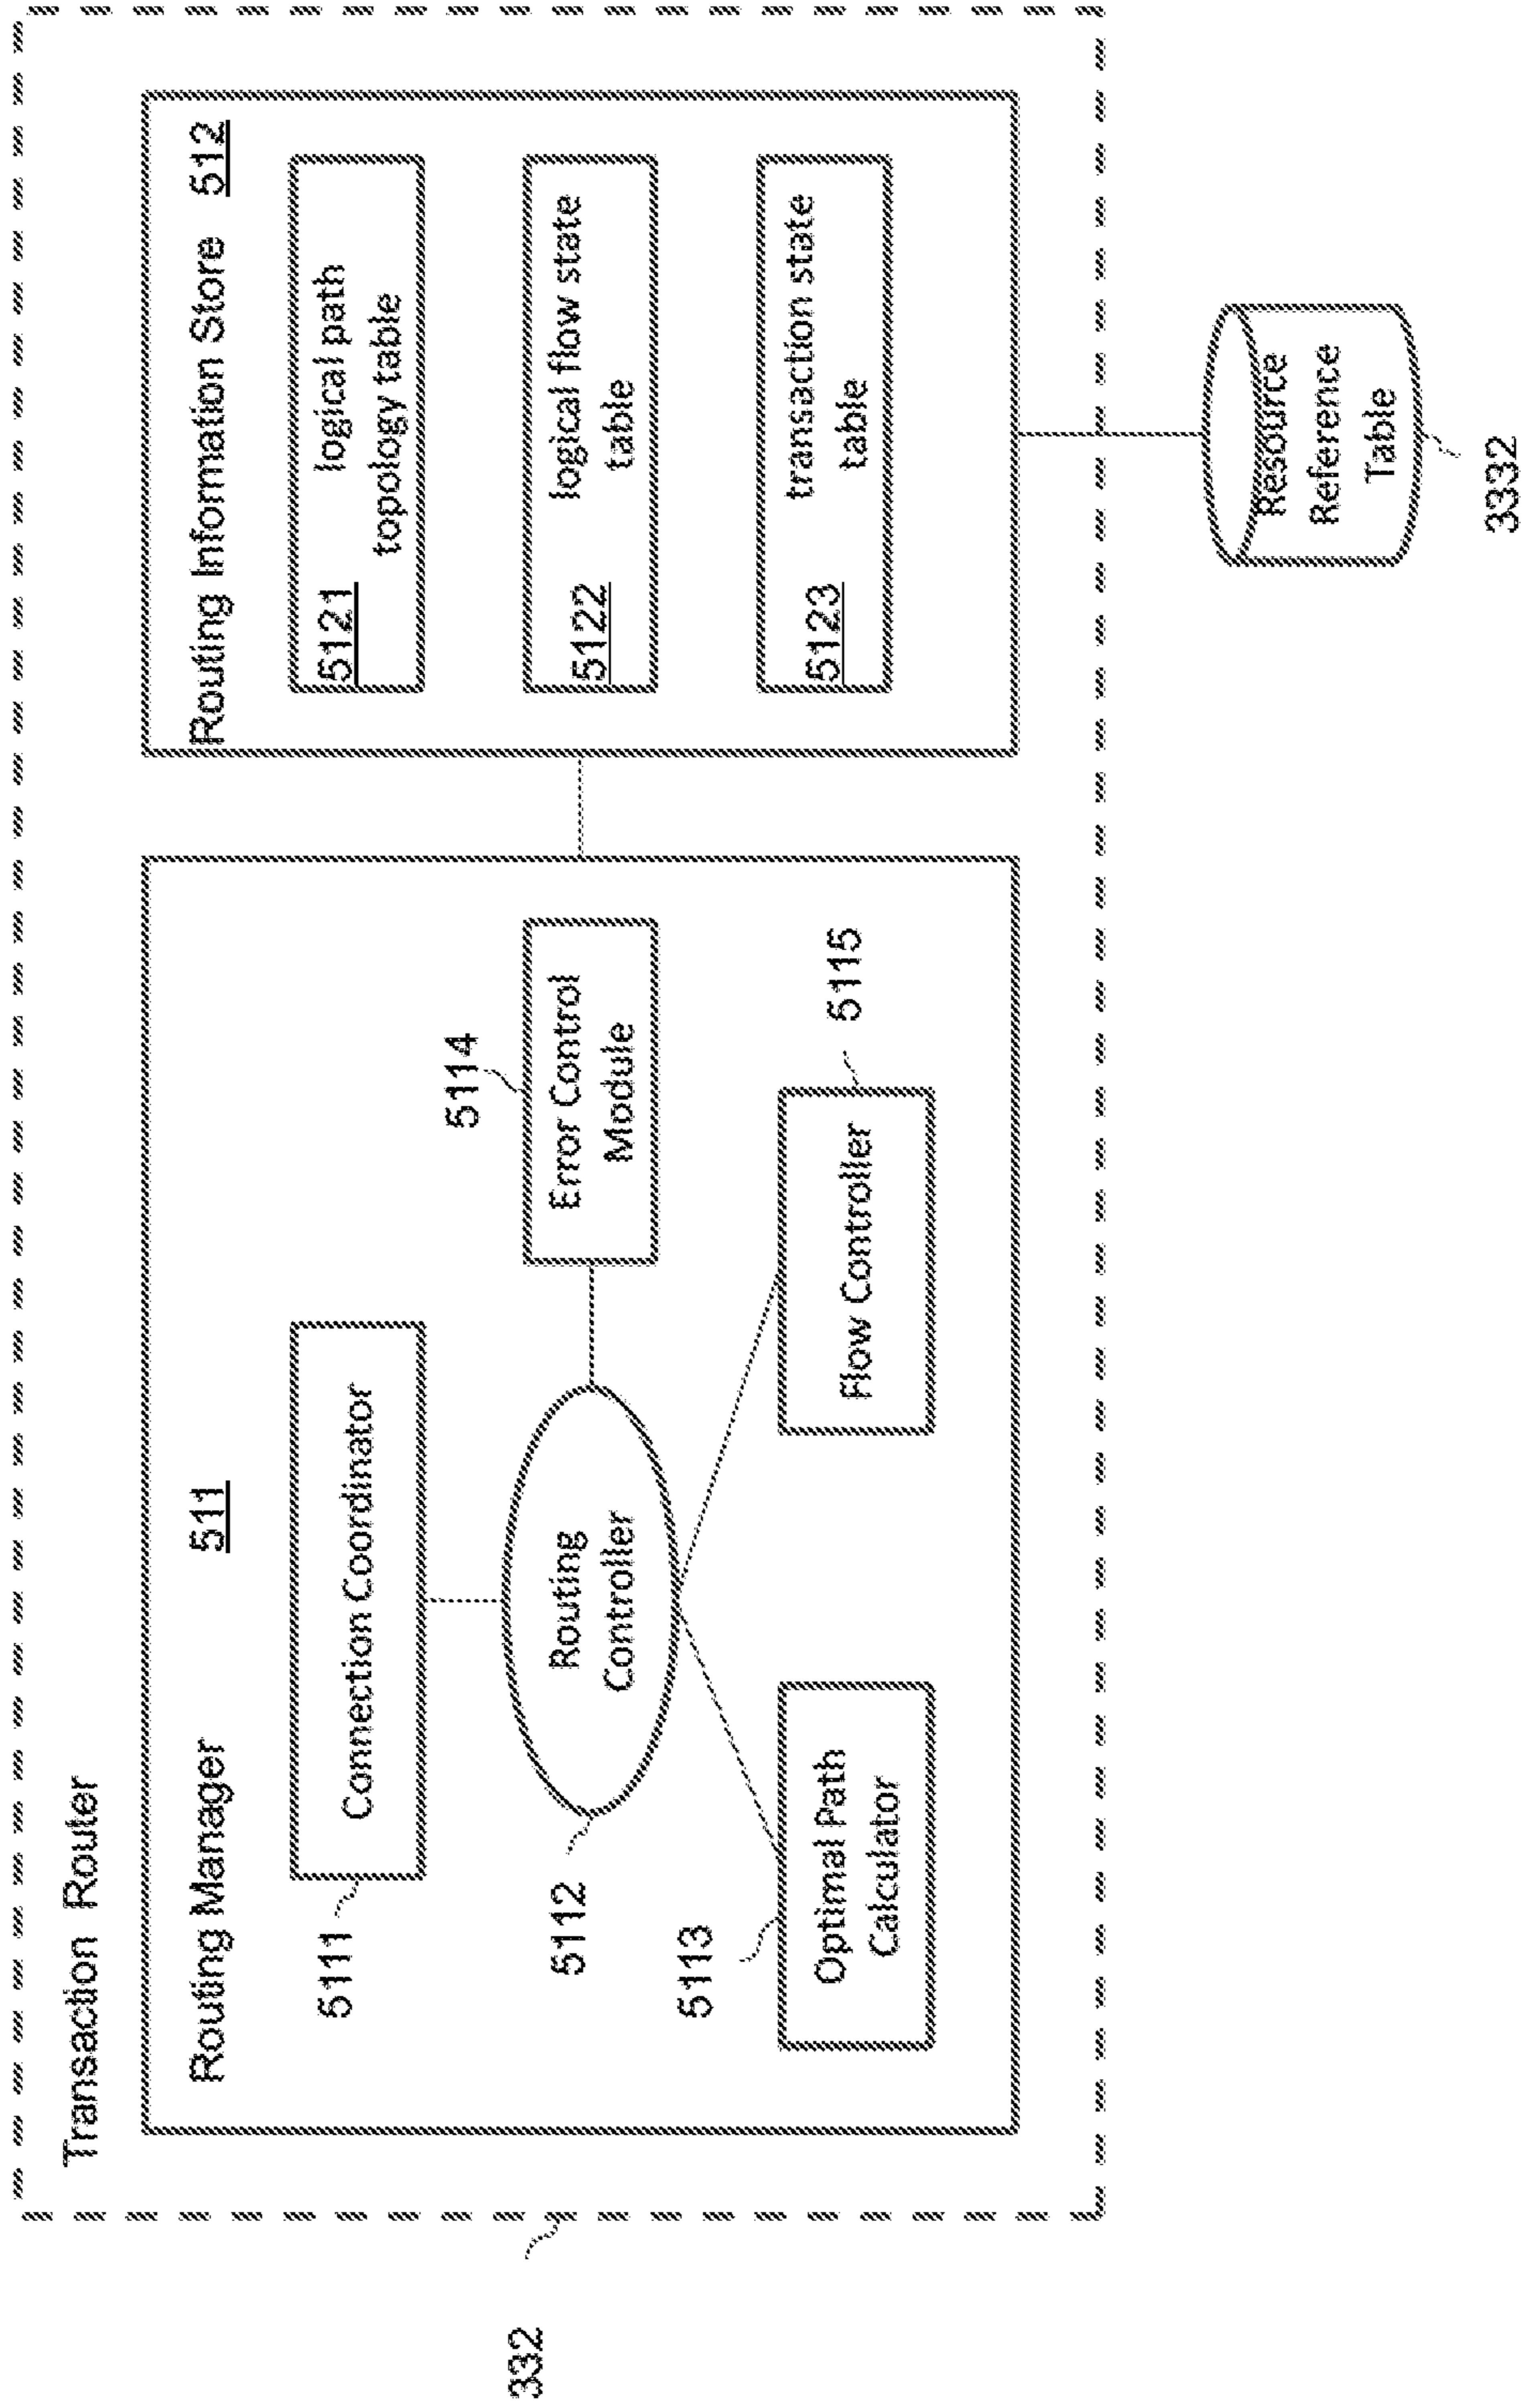 Transaction Router
Routing Manager 511
Connection Coordinator
5111
Routing
Controller
5112
Error Control
Module
5114
Optimal Path
Calculator
5113
Flow Controller
5115
Routing Information Store 512
5121 logical path
topology table
5122 logical flow state
table
5123 transaction state
table
332
Resource
Reference
Table
3332